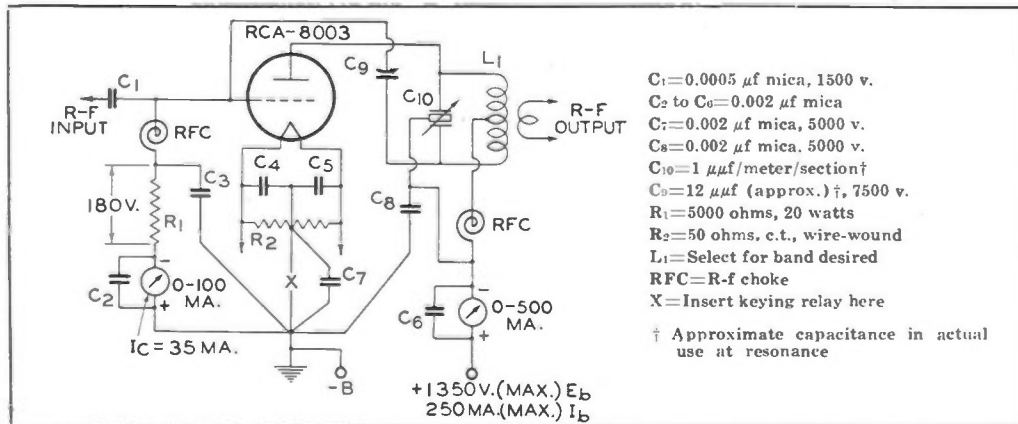 RCA-8003
C1
R-F
INPUT
RFC
180V.
R1
C2
C3
0-100
MA.
IC = 35 MA.
C4
C5
R2
X
C7
-B
C8
C9
C10
L1
R-F
OUTPUT
RFC
C6
0-500
MA.
+1350V.(MAX.) Eb
250MA.(MAX.) Ib
C1=0.0005 μf mica, 1500 v.
C2 to C6=0.002 μf mica
C7=0.002 μf mica, 5000 v.
C8=0.002 μf mica, 5000 v.
C10=1 μμf/meter/section†
C9=12 μμf (approx.)†, 7500 v.
R1=5000 ohms, 20 watts
R2=50 ohms, c.t., wire-wound
L1=Select for band desired
RFC=R-f choke
X=Insert keying relay here
† Approximate capacitance in actual
use at resonance